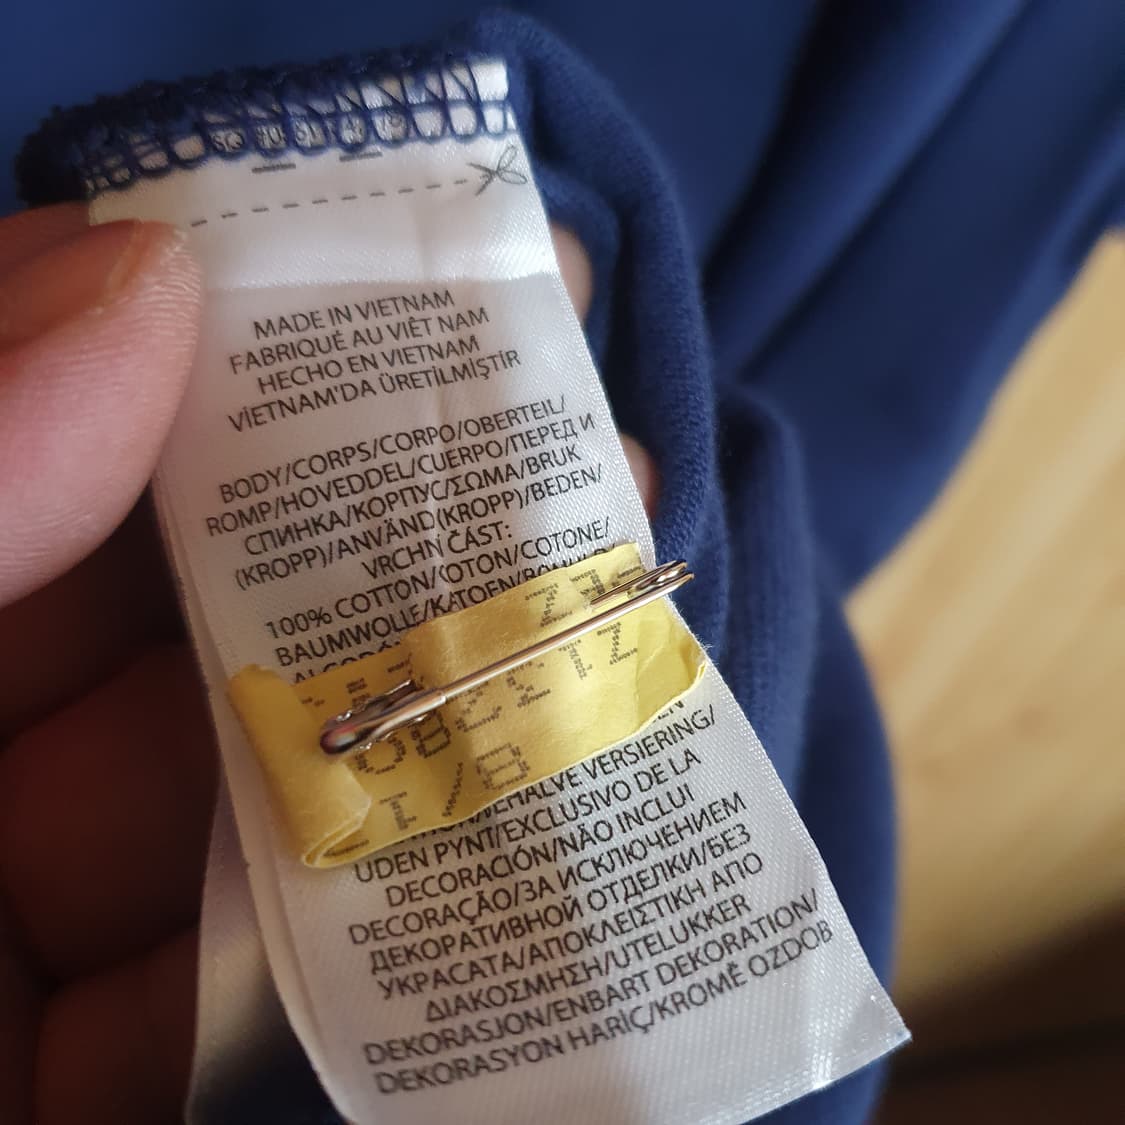 MADE IN VIETNAM
FABRIQUÉ AU VIÊT NAM
HECHO EN VIETNAM
VİETNAM'DA ÜRETİLMİŞTİR
BODY/CORPS/CORPO/OBERTEIL/
ROMP/HOVEDDEL/CUERPO/ПЕРЕД И
СПИНКА/КОРПУС/ΣΩΜΑ/BRUK
(KROPP)/ANVÄND(KROPP)/BEDEN/
VRCHN ČÁST:
100% COTTON/COTON/COTONE/
BAUMWOLLE/KATOEN/BOMULD/
VERSIERING/
UDEN PYNT/EXCLUSIVO DE LA
DECORACIÓN/NÃO INCLUI
DECORAÇÃO/ЗА ИСКЛЮЧЕНИЕМ
ДЕКОРАТИВНОЙ ОТДЕЛКИ/БЕЗ
УКРАСАТА/ΑΠΟΚΛΕΙΣΤΙΚΗ ΑΠΟ
ΔΙΑΚΟΣΜΗΣΗ/UTELUKKER
DEKORASJON/ENBART DEKORATION/
DEKORASYON HARİÇ/KROMĚ OZDOB